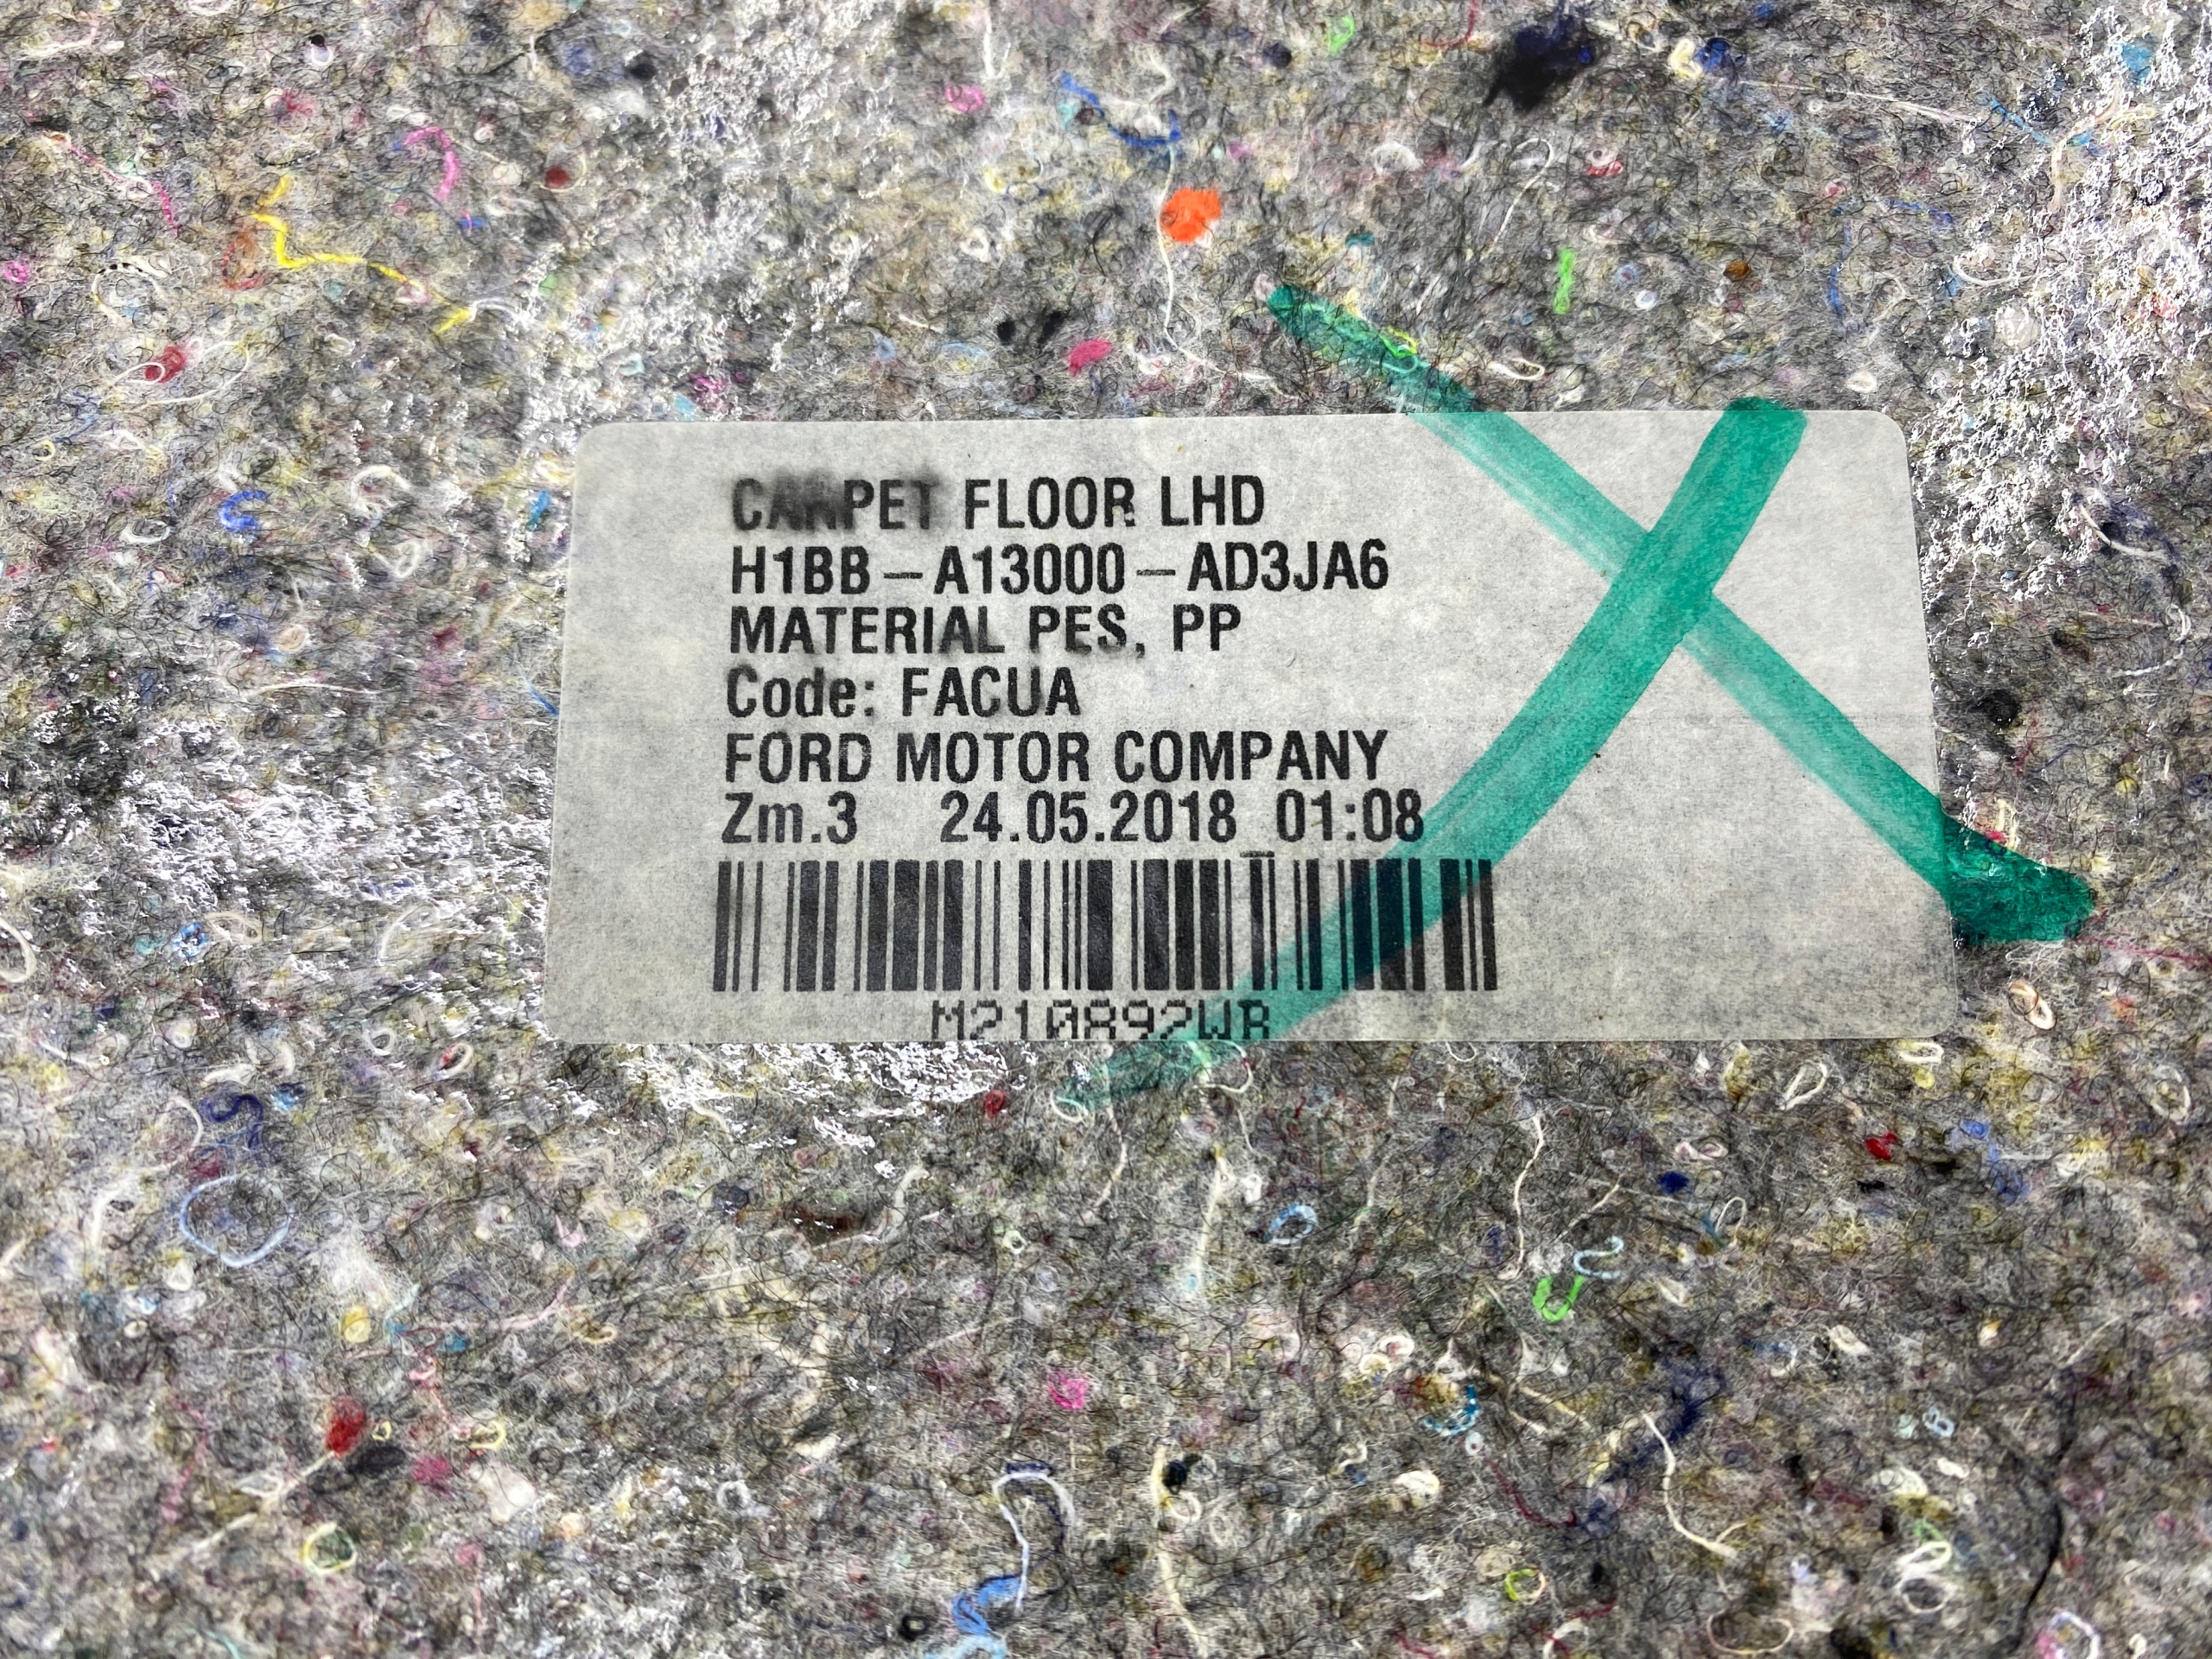 CARPET FLOOR LHD
H1BB-A13000-AD3JA6
MATERIAL PES, PP
Code: FACUA
FORD MOTOR COMPANY
Zm.3 24.05.2018 01:08
M210892WB